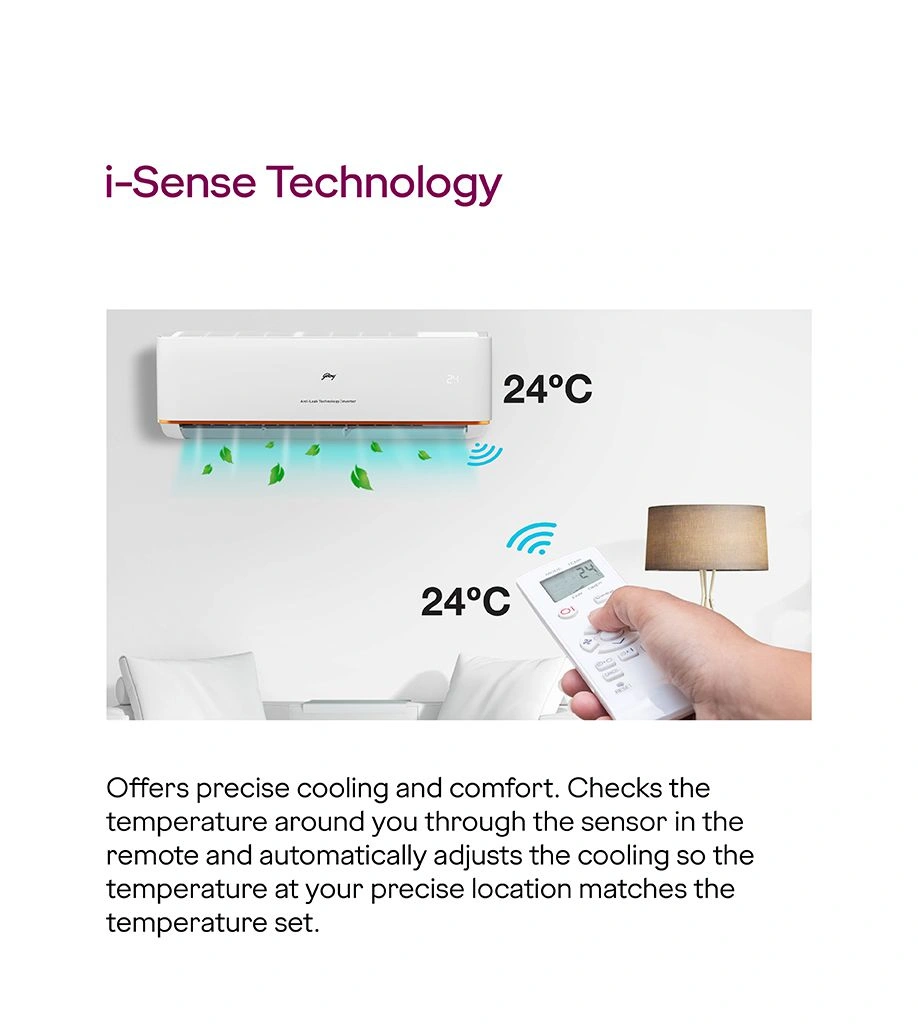 i-Sense Technology
Godrej
24
Anti-Leak Technology | Inverter
24°C
24°C
24
RESET
Offers precise cooling and comfort. Checks the
temperature around you through the sensor in the
remote and automatically adjusts the cooling so the
temperature at your precise location matches the
temperature set.